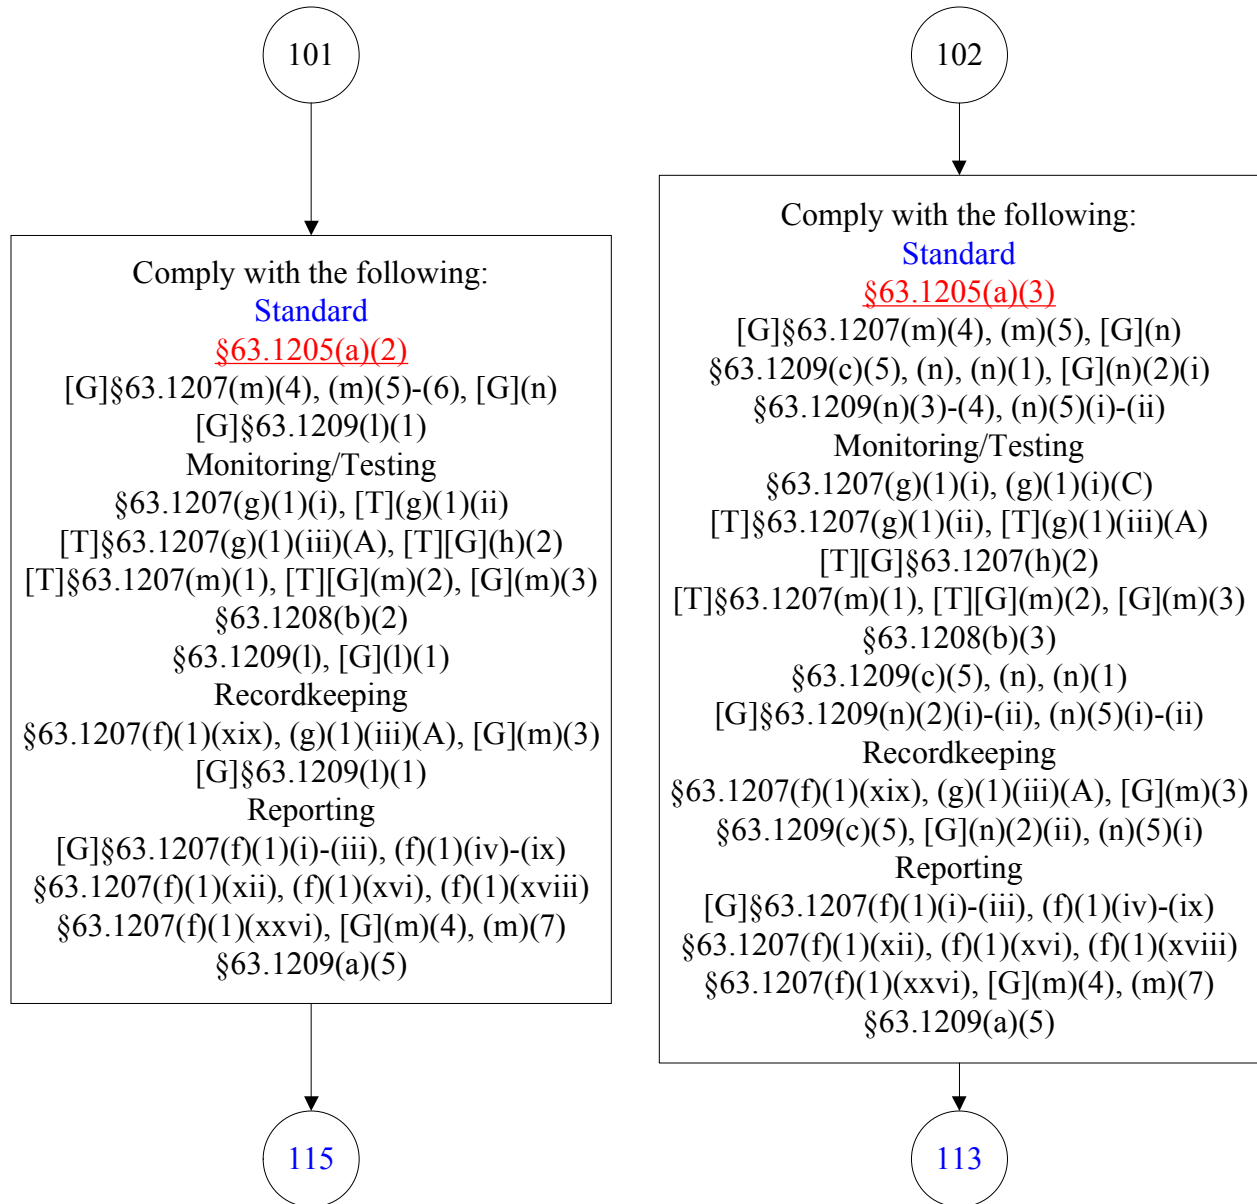 101
Comply with the following:
Standard
§63.1205(a)(2)
[G]§63.1207(m)(4), (m)(5)-(6), [G](n)
[G]§63.1209(l)(1)
Monitoring/Testing
§63.1207(g)(1)(i), [T](g)(1)(ii)
[T]§63.1207(g)(1)(iii)(A), [T][G](h)(2)
[T]§63.1207(m)(1), [T][G](m)(2), [G](m)(3)
§63.1208(b)(2)
§63.1209(l), [G](l)(1)
Recordkeeping
§63.1207(f)(1)(xix), (g)(1)(iii)(A), [G](m)(3)
[G]§63.1209(l)(1)
Reporting
[G]§63.1207(f)(1)(i)-(iii), (f)(1)(iv)-(ix)
§63.1207(f)(1)(xii), (f)(1)(xvi), (f)(1)(xviii)
§63.1207(f)(1)(xxvi), [G](m)(4), (m)(7)
§63.1209(a)(5)
115
102
Comply with the following:
Standard
§63.1205(a)(3)
[G]§63.1207(m)(4), (m)(5), [G](n)
§63.1209(c)(5), (n), (n)(1), [G](n)(2)(i)
§63.1209(n)(3)-(4), (n)(5)(i)-(ii)
Monitoring/Testing
§63.1207(g)(1)(i), (g)(1)(i)(C)
[T]§63.1207(g)(1)(ii), [T](g)(1)(iii)(A)
[T][G]§63.1207(h)(2)
[T]§63.1207(m)(1), [T][G](m)(2), [G](m)(3)
§63.1208(b)(3)
§63.1209(c)(5), (n), (n)(1)
[G]§63.1209(n)(2)(i)-(ii), (n)(5)(i)-(ii)
Recordkeeping
§63.1207(f)(1)(xix), (g)(1)(iii)(A), [G](m)(3)
§63.1209(c)(5), [G](n)(2)(ii), (n)(5)(i)
Reporting
[G]§63.1207(f)(1)(i)-(iii), (f)(1)(iv)-(ix)
§63.1207(f)(1)(xii), (f)(1)(xvi), (f)(1)(xviii)
§63.1207(f)(1)(xxvi), [G](m)(4), (m)(7)
§63.1209(a)(5)
113